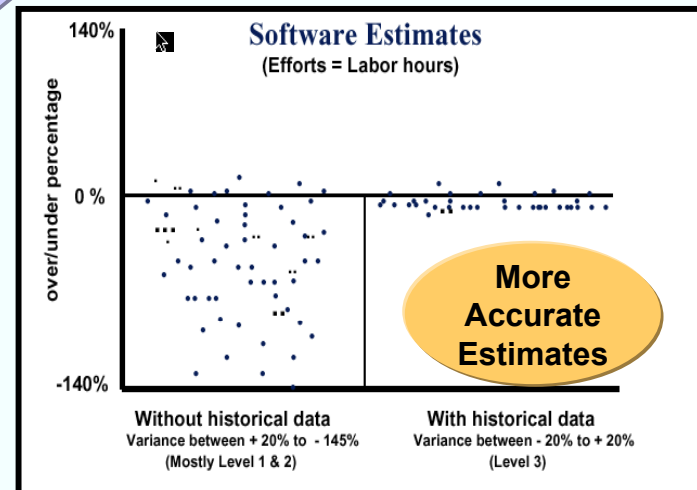 140%
Software Estimates
(Efforts = Labor hours)
over/under percentage
0 %
More
Accurate
Estimates
-140%
Without historical data
Variance between + 20% to - 145%
(Mostly Level 1 & 2)
With historical data
Variance between - 20% to + 20%
(Level 3)